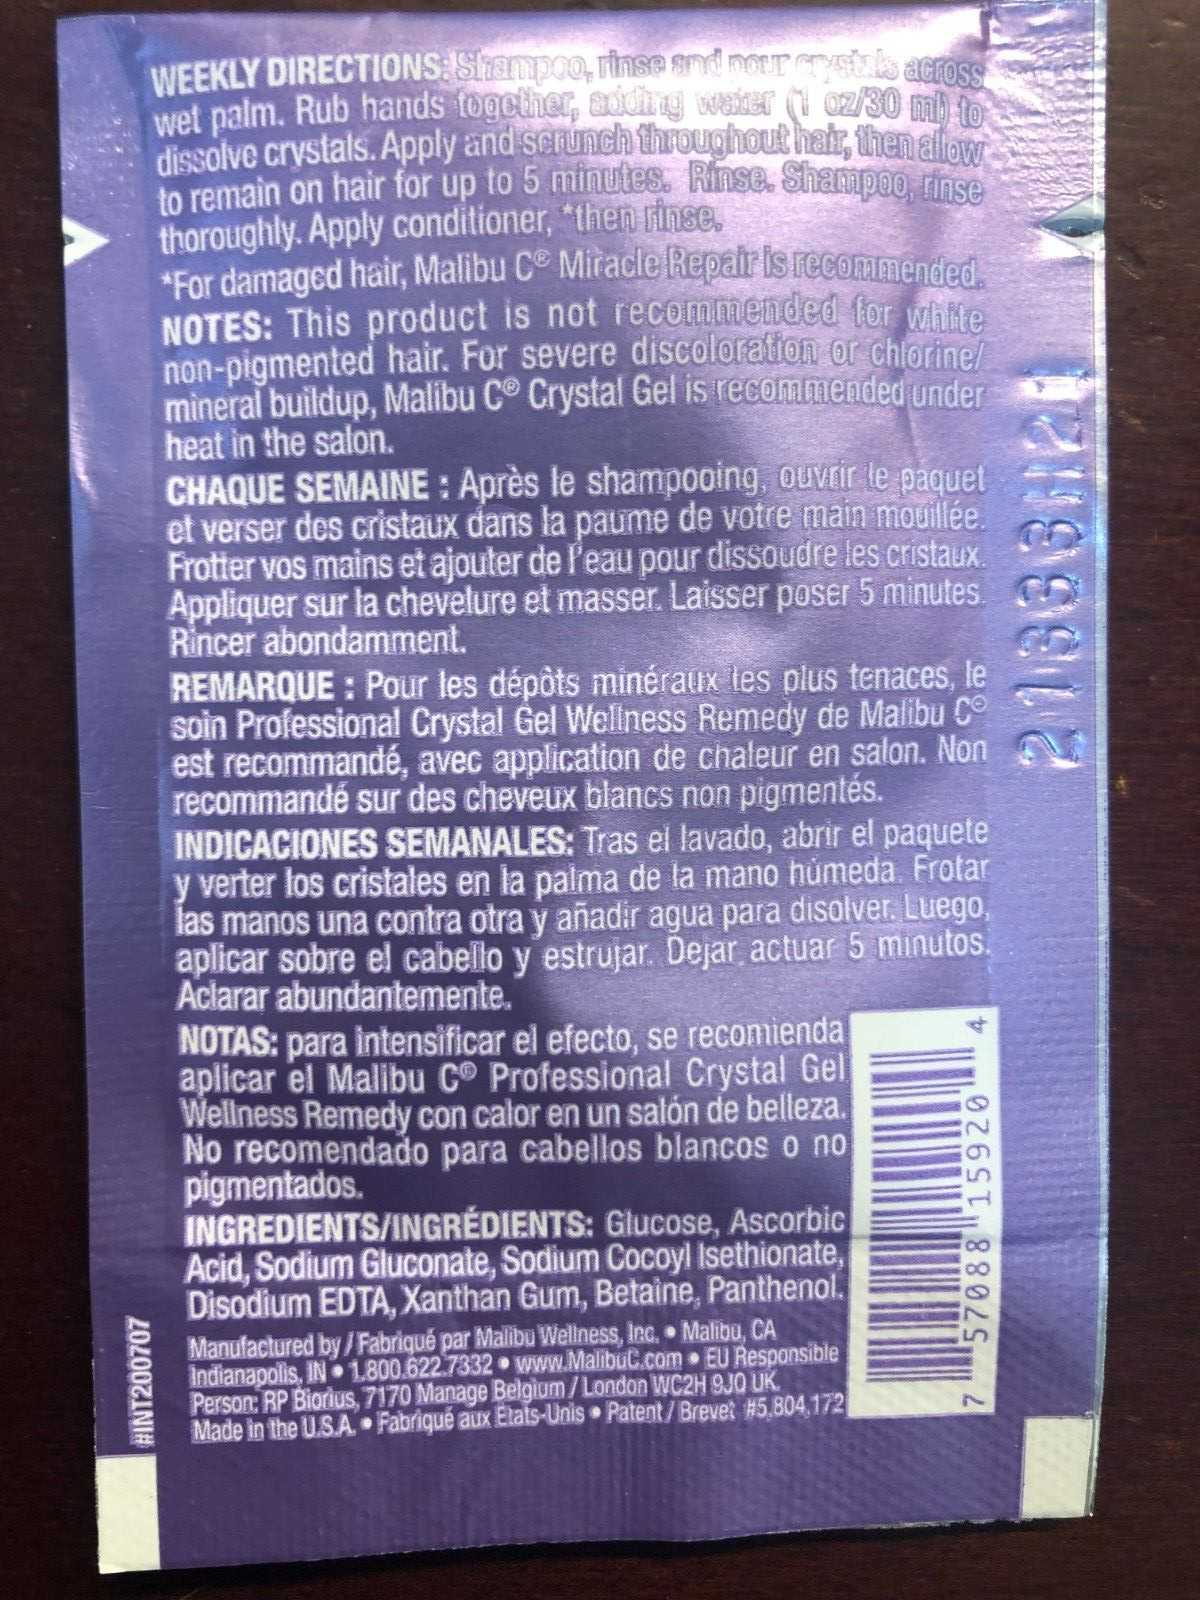 WEEKLY DIRECTIONS: Shampoo, rinse and pour crystals across
wet palm. Rub hands together, adding water (1 oz/30 ml) to
dissolve crystals. Apply and scrunch throughout hair, then allow
to remain on hair for up to 5 minutes. Rinse. Shampoo, rinse
thoroughly. Apply conditioner, *then rinse.
*For damaged hair, Malibu C® Miracle Repair is recommended.
NOTES: This product is not recommended for white
non-pigmented hair. For severe discoloration or chlorine/
mineral buildup, Malibu C® Crystal Gel is recommended under
heat in the salon.
CHAQUE SEMAINE : Après le shampooing, ouvrir le paquet
et verser des cristaux dans la paume de votre main mouillée.
Frotter vos mains et ajouter de l'eau pour dissoudre les cristaux.
Appliquer sur la chevelure et masser. Laisser poser 5 minutes.
Rincer abondamment.
REMARQUE : Pour les dépôts minéraux les plus tenaces, le
soin Professional Crystal Gel Wellness Remedy de Malibu C®
est recommandé, avec application de chaleur en salon. Non
recommandé sur des cheveux blancs non pigmentés.
INDICACIONES SEMANALES: Tras el lavado, abrir el paquete
y verter los cristales en la palma de la mano húmeda. Frotar
las manos una contra otra y añadir agua para disolver. Luego,
aplicar sobre el cabello y estrujar. Dejar actuar 5 minutos.
Aclarar abundantemente.
NOTAS: para intensificar el efecto, se recomienda
aplicar el Malibu C® Professional Crystal Gel
Wellness Remedy con calor en un salón de belleza.
No recomendado para cabellos blancos o no
pigmentados.
INGREDIENTS/INGRÉDIENTS: Glucose, Ascorbic
Acid, Sodium Gluconate, Sodium Cocoyl Isethionate,
Disodium EDTA, Xanthan Gum, Betaine, Panthenol.
Manufactured by / Fabriqué par Malibu Wellness, Inc. • Malibu, CA
Indianapolis, IN • 1.800.622.7332 • www.MalibuC.com • EU Responsible
Person: RP Biorius, 7170 Manage Belgium / London WC2H 9JQ UK.
Made in the U.S.A. • Fabriqué aux États-Unis • Patent / Brevet #5,804,172
#INT200707
7 57088 15920 4
21333H21